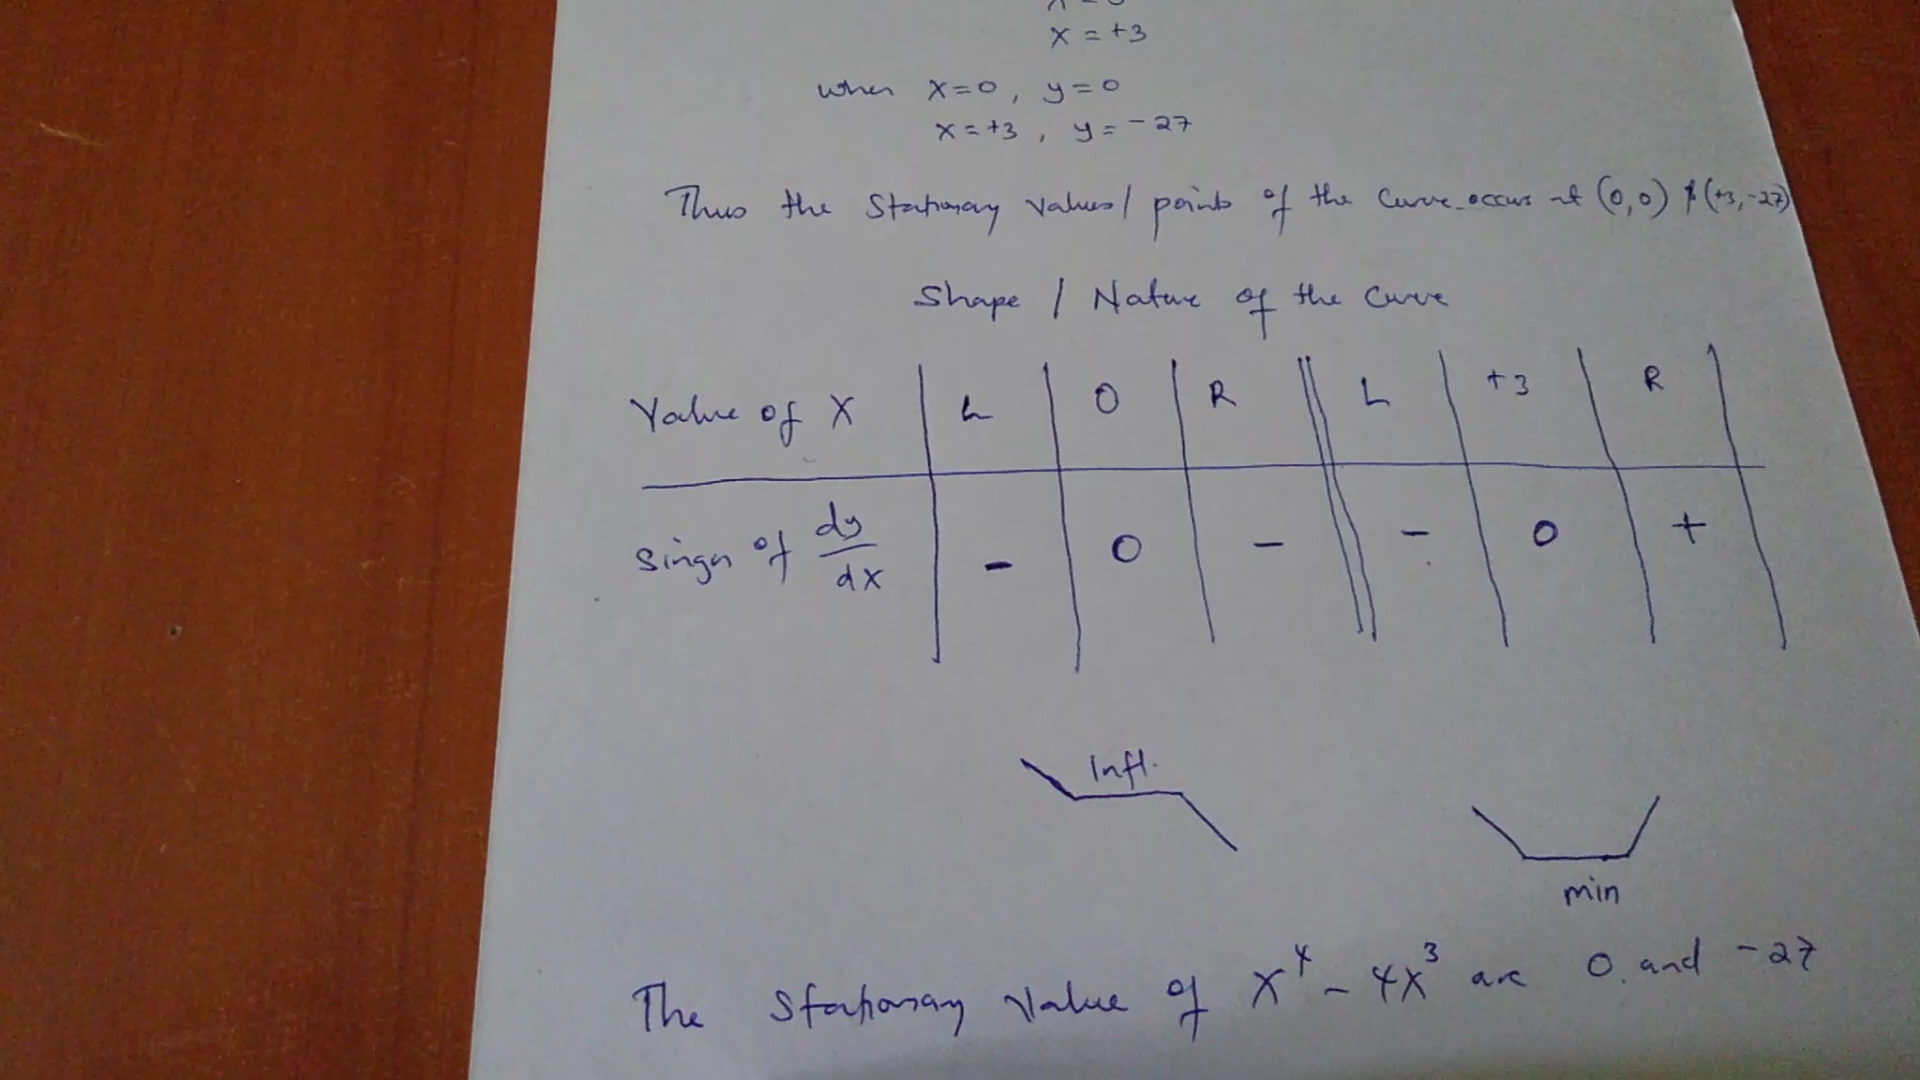 x = +3
when x=0, y=0
x=+3, y=-27
Thus the Stationary Values/ points of the Curve occurs at (0,0) & (+3,-27)
Shape / Nature of the Curve
Value of X | L | 0 | R || L | +3 | R |
Singn of dy/dx | - | 0 | - || - | 0 | + |
Infl.
min
The Stationary Value of x⁴ - 4x³ are 0 and -27